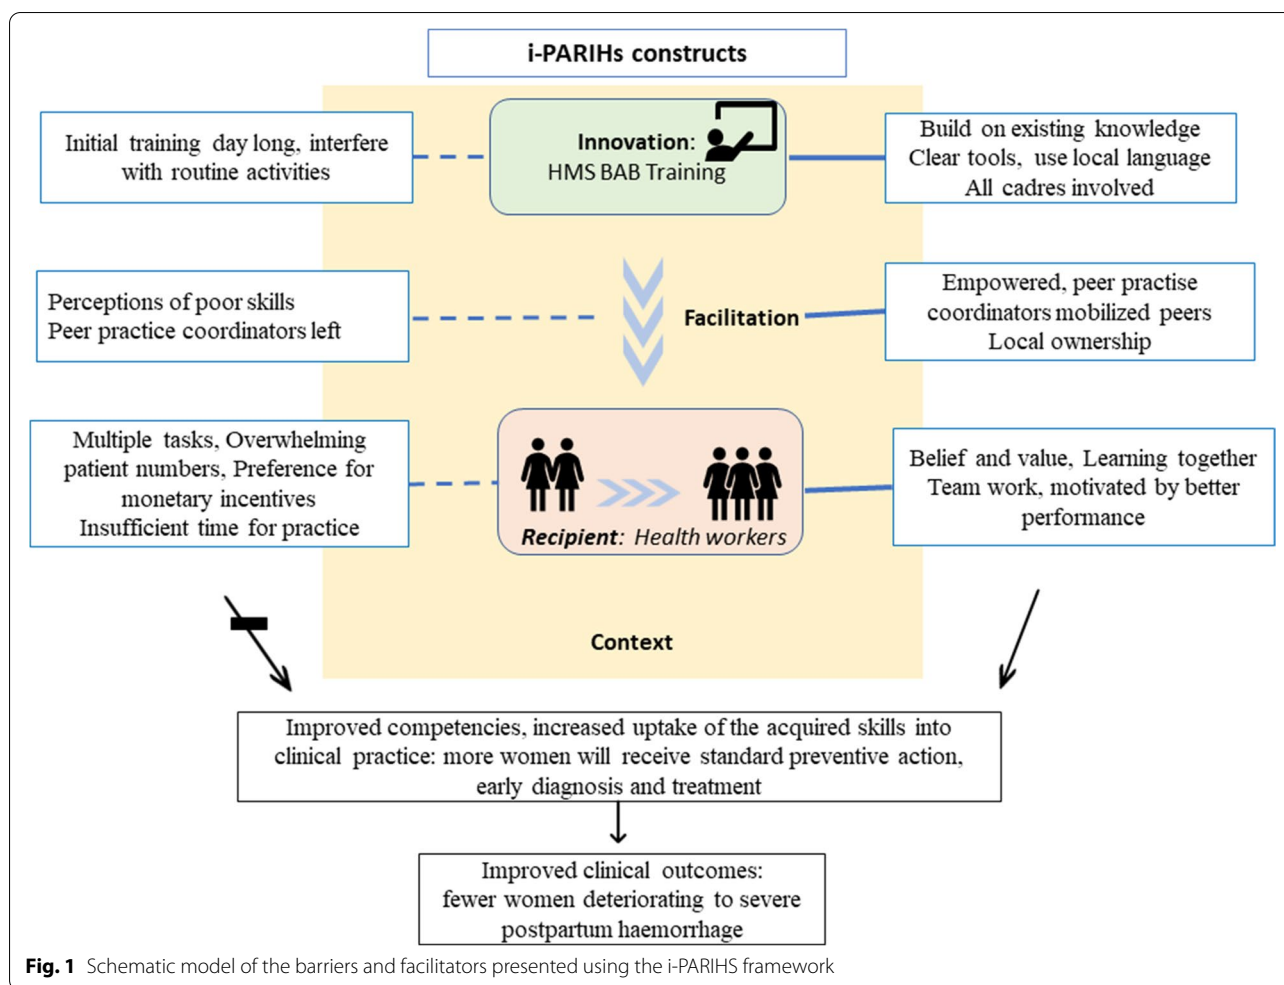 i-PARIHs constructs
Initial training day long, interfere
with routine activities
Innovation:
HMS BAB Training
Build on existing knowledge
Clear tools, use local language
All cadres involved
Perceptions of poor skills
Peer practice coordinators left
Facilitation
Empowered, peer practise
coordinators mobilized peers
Local ownership
Multiple tasks, Overwhelming
patient numbers, Preference for
monetary incentives
Insufficient time for practice
Recipient: Health workers
Belief and value, Learning together
Team work, motivated by better
performance
Context
Improved competencies, increased uptake of the acquired skills into
clinical practice: more women will receive standard preventive action,
early diagnosis and treatment
Improved clinical outcomes:
fewer women deteriorating to severe
postpartum haemorrhage
Fig. 1 Schematic model of the barriers and facilitators presented using the i-PARIHS framework